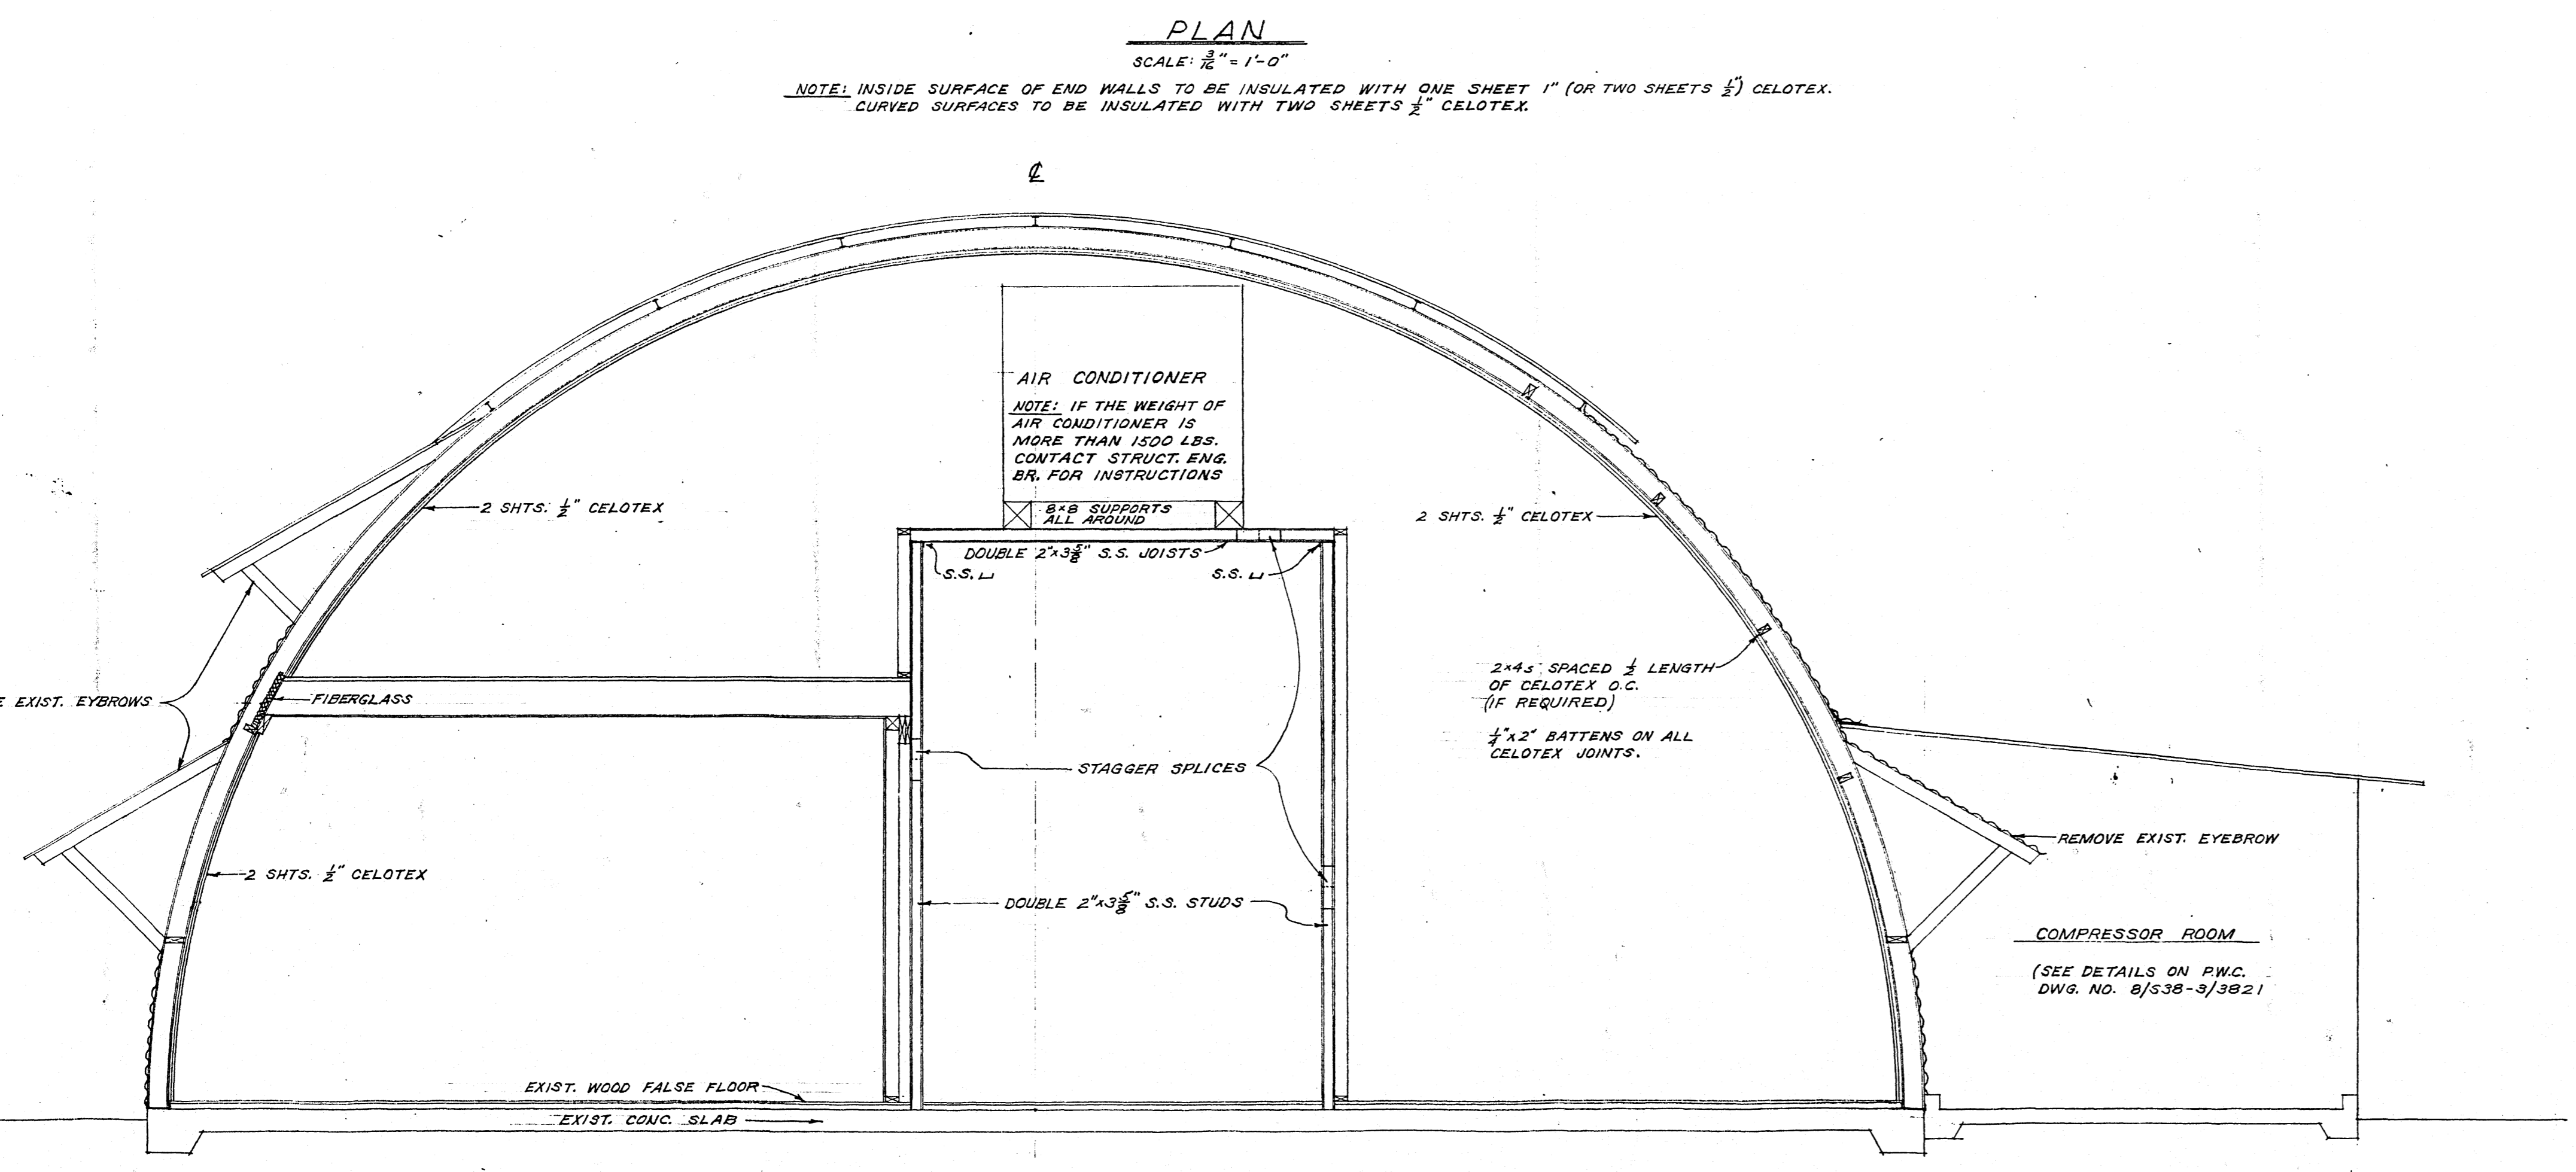 PLAN
SCALE: 3/16" = 1'-0"
NOTE: INSIDE SURFACE OF END WALLS TO BE INSULATED WITH ONE SHEET 1" (OR TWO SHEETS 1/2") CELOTEX.
CURVED SURFACES TO BE INSULATED WITH TWO SHEETS 1/2" CELOTEX.
℄
AIR CONDITIONER
NOTE: IF THE WEIGHT OF
AIR CONDITIONER IS
MORE THAN 1500 LBS.
CONTACT STRUCT. ENG.
BR. FOR INSTRUCTIONS
8×8 SUPPORTS
ALL AROUND
2 SHTS. 1/2" CELOTEX
2 SHTS. 1/2" CELOTEX
DOUBLE 2"x3 5/8" S.S. JOISTS
S.S. ⊔
S.S. ⊔
2×4s SPACED 1/2 LENGTH
OF CELOTEX O.C.
(IF REQUIRED)
1/4"x2" BATTENS ON ALL
CELOTEX JOINTS.
EXIST. EYBROWS
FIBERGLASS
STAGGER SPLICES
REMOVE EXIST. EYEBROW
2 SHTS. 1/2" CELOTEX
DOUBLE 2"x3 5/8" S.S. STUDS
COMPRESSOR ROOM
(SEE DETAILS ON P.W.C.
DWG. NO. 8/S38-3/3821
EXIST. WOOD FALSE FLOOR
EXIST. CONC. SLAB